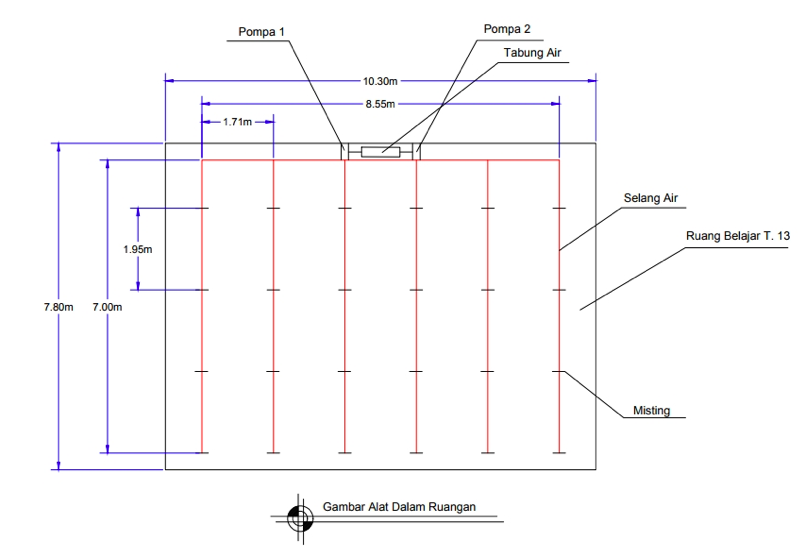 Pompa 1
Pompa 2
Tabung Air
10.30m
8.55m
1.71m
Selang Air
Ruang Belajar T. 13
1.95m
7.80m
7.00m
Misting
Gambar Alat Dalam Ruangan